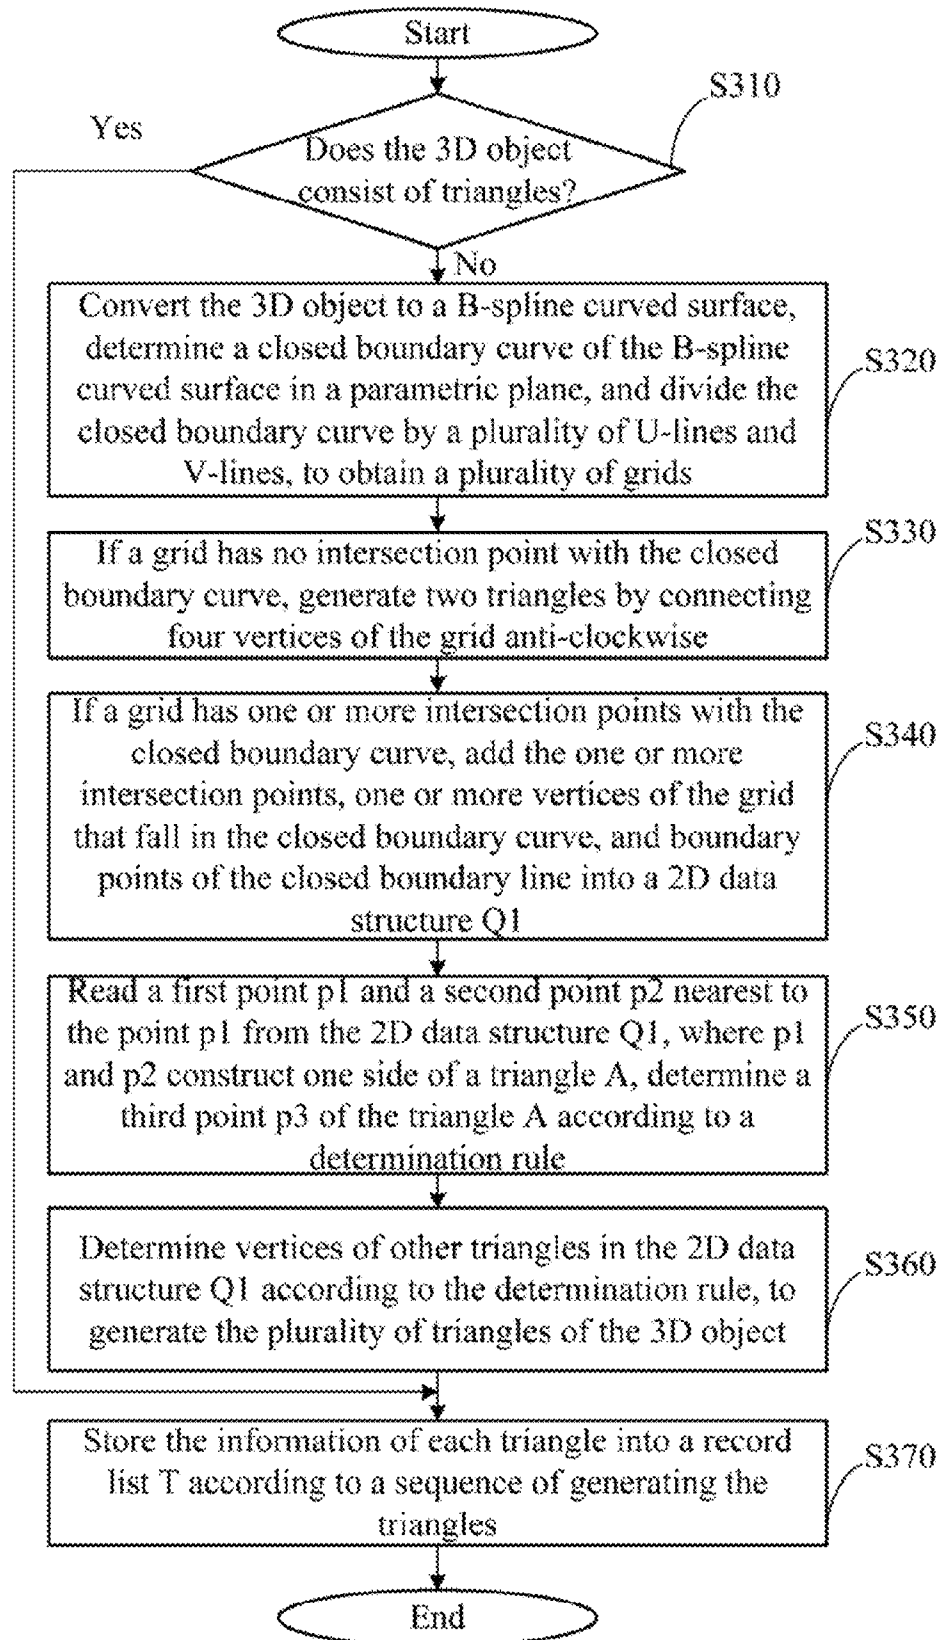 Start
S310
Yes
Does the 3D object
consist of triangles?
No
Convert the 3D object to a B-spline curved surface,
determine a closed boundary curve of the B-spline
curved surface in a parametric plane, and divide the
closed boundary curve by a plurality of U-lines and
V-lines, to obtain a plurality of grids
S320
If a grid has no intersection point with the closed
boundary curve, generate two triangles by connecting
four vertices of the grid anti-clockwise
S330
If a grid has one or more intersection points with the
closed boundary curve, add the one or more
intersection points, one or more vertices of the grid
that fall in the closed boundary curve, and boundary
points of the closed boundary line into a 2D data
structure Q1
S340
Read a first point p1 and a second point p2 nearest to
the point p1 from the 2D data structure Q1, where p1
and p2 construct one side of a triangle A, determine a
third point p3 of the triangle A according to a
determination rule
S350
Determine vertices of other triangles in the 2D data
structure Q1 according to the determination rule, to
generate the plurality of triangles of the 3D object
S360
Store the information of each triangle into a record
list T according to a sequence of generating the
triangles
S370
End